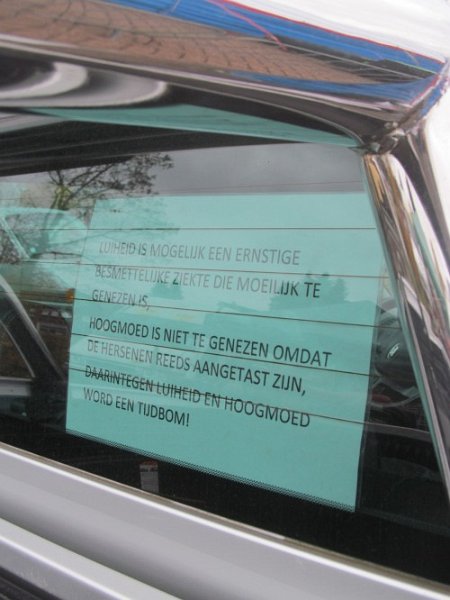 LUIHEID IS MOGELIJK EEN ERNSTIGE
BESMETTELIJKE ZIEKTE DIE MOEILIJK TE
GENEZEN IS,
HOOGMOED IS NIET TE GENEZEN OMDAT
DE HERSENEN REEDS AANGETAST ZIJN,
DAARINTEGEN LUIHEID EN HOOGMOED
WORD EEN TIJDBOM!